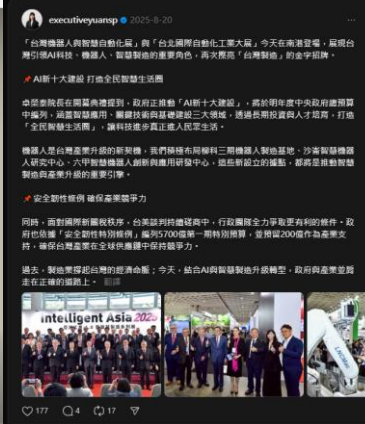 executiveyuansp 2025-8-20
「台灣機器人與智慧自動化展」與「台北國際自動化工業大展」今天在南港登場，展現台
灣引領AI科技、機器人、智慧製造的重要角色，再次擦亮「台灣製造」的金字招牌。
📌 AI新十大建設 打造全民智慧生活圈
卓榮泰院長在開幕典禮提到，政府正推動「AI新十大建設」，將於明年度中央政府總預算
中編列，涵蓋智慧應用、關鍵技術與基礎建設三大領域，透過長期投資與人才培育，打造
「全民智慧生活圈」，讓科技進步真正進入民眾生活。
機器人是台灣產業升級的新契機，我們積極布局柳科三期機器人製造基地、沙崙智慧機器
人研究中心、六甲智慧機器人創新與應用研發中心，這些新設立的據點，都將是推動智慧
製造與產業升級的重要引擎。
📌 安全韌性條例 確保產業競爭力
同時，面對國際新關稅秩序，台美談判持續磋商中，行政團隊全力爭取更有利的條件。政
府也依據「安全韌性特別條例」編列5700億第一期特別預算，並預留200億作為產業支
持，確保台灣產業在全球供應鏈中保持競爭力。
過去，製造業撐起台灣的經濟命脈；今天，結合AI與智慧製造升級轉型，政府與產業並肩
走在正確的道路上。 翻譯
Intelligent Asia 2025
177 4 17